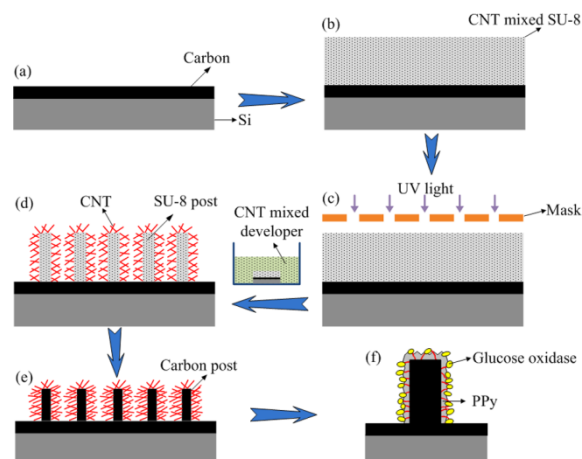 (a)
Carbon
Si
(b)
CNT mixed SU-8
(c)
UV light
Mask
(d)
CNT
SU-8 post
CNT mixed
developer
(e)
Carbon post
(f)
Glucose oxidase
PPy